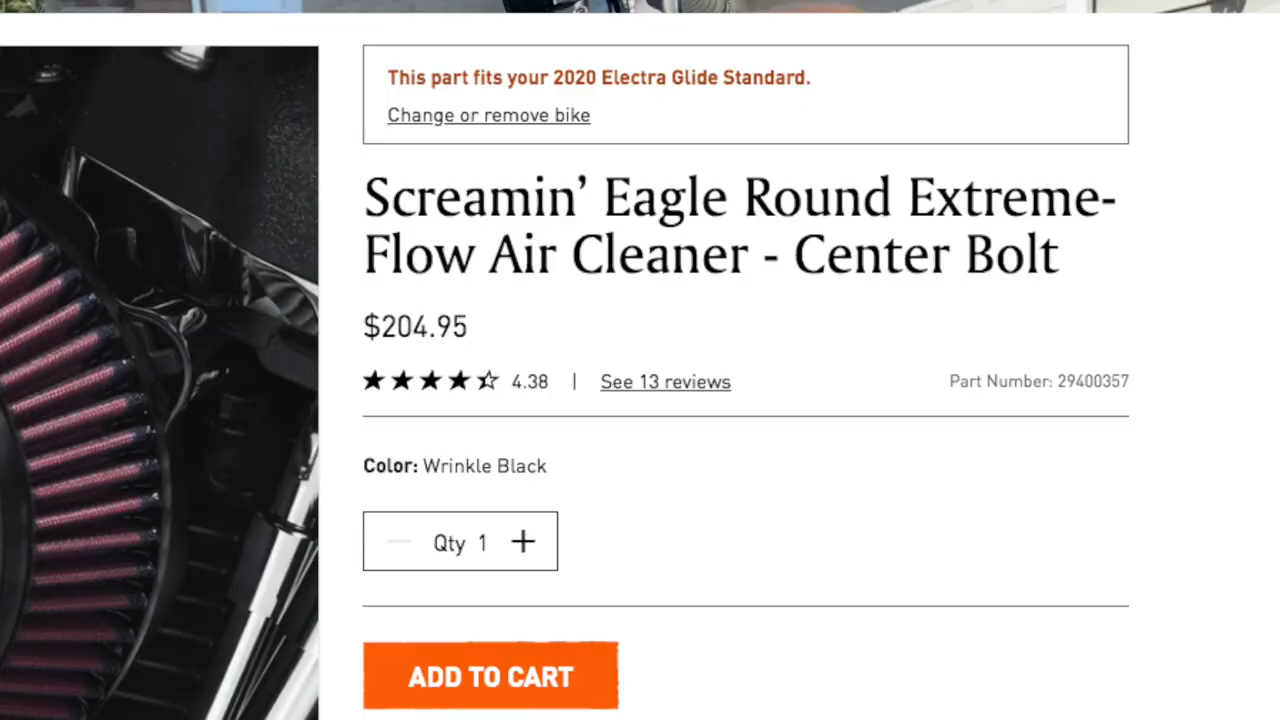 This part fits your 2020 Electra Glide Standard.
Change or remove bike
Screamin’ Eagle Round Extreme-
Flow Air Cleaner - Center Bolt
$204.95
4.38 | See 13 reviews
Part Number: 29400357
Color: Wrinkle Black
Qty 1
ADD TO CART